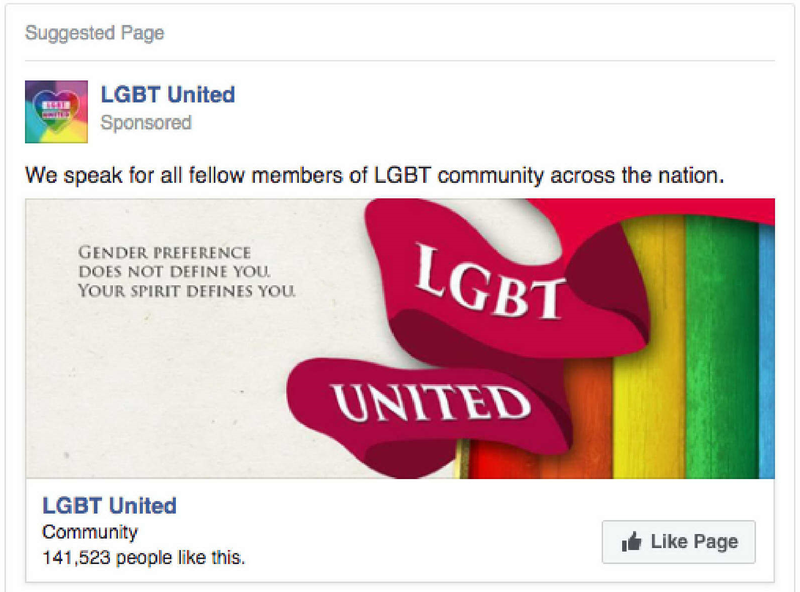 Suggested Page
LGBT United
Sponsored
We speak for all fellow members of LGBT community across the nation.
GENDER PREFERENCE
DOES NOT DEFINE YOU.
YOUR SPIRIT DEFINES YOU.
LGBT
UNITED
LGBT United
Community
141,523 people like this.
Like Page